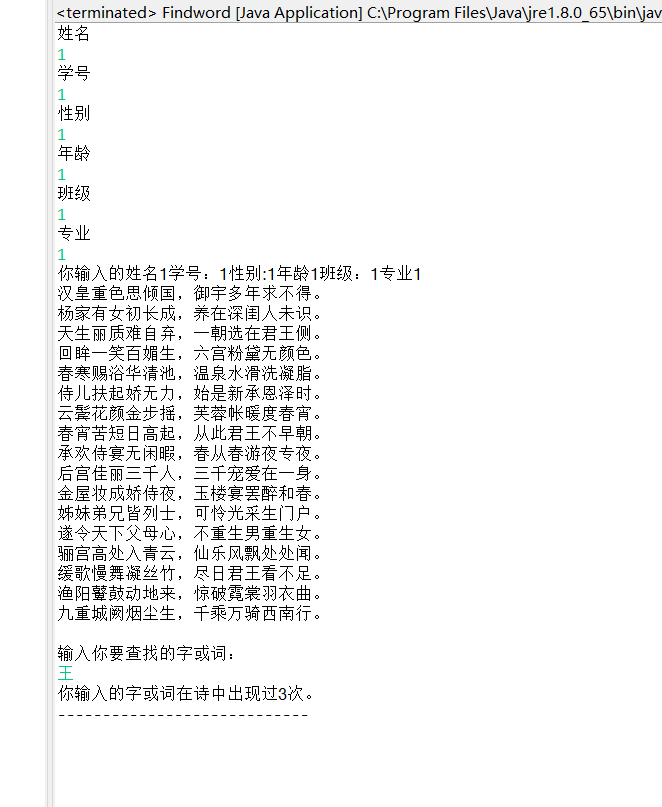 <terminated> Findword [Java Application] C:\Program Files\Java\jre1.8.0_65\bin\jav
姓名
1
学号
1
性别
1
年龄
1
班级
1
专业
1
你输入的姓名1学号：1性别:1年龄1班级：1专业1
汉皇重色思倾国，御宇多年求不得。
杨家有女初长成，养在深闺人未识。
天生丽质难自弃，一朝选在君王侧。
回眸一笑百媚生，六宫粉黛无颜色。
春寒赐浴华清池，温泉水滑洗凝脂。
侍儿扶起娇无力，始是新承恩泽时。
云鬓花颜金步摇，芙蓉帐暖度春宵。
春宵苦短日高起，从此君王不早朝。
承欢侍宴无闲暇，春从春游夜专夜。
后宫佳丽三千人，三千宠爱在一身。
金屋妆成娇侍夜，玉楼宴罢醉和春。
姊妹弟兄皆列士，可怜光采生门户。
遂令天下父母心，不重生男重生女。
骊宫高处入青云，仙乐风飘处处闻。
缓歌慢舞凝丝竹，尽日君王看不足。
渔阳鼙鼓动地来，惊破霓裳羽衣曲。
九重城阙烟尘生，千乘万骑西南行。
输入你要查找的字或词：
王
你输入的字或词在诗中出现过3次。
----------------------------